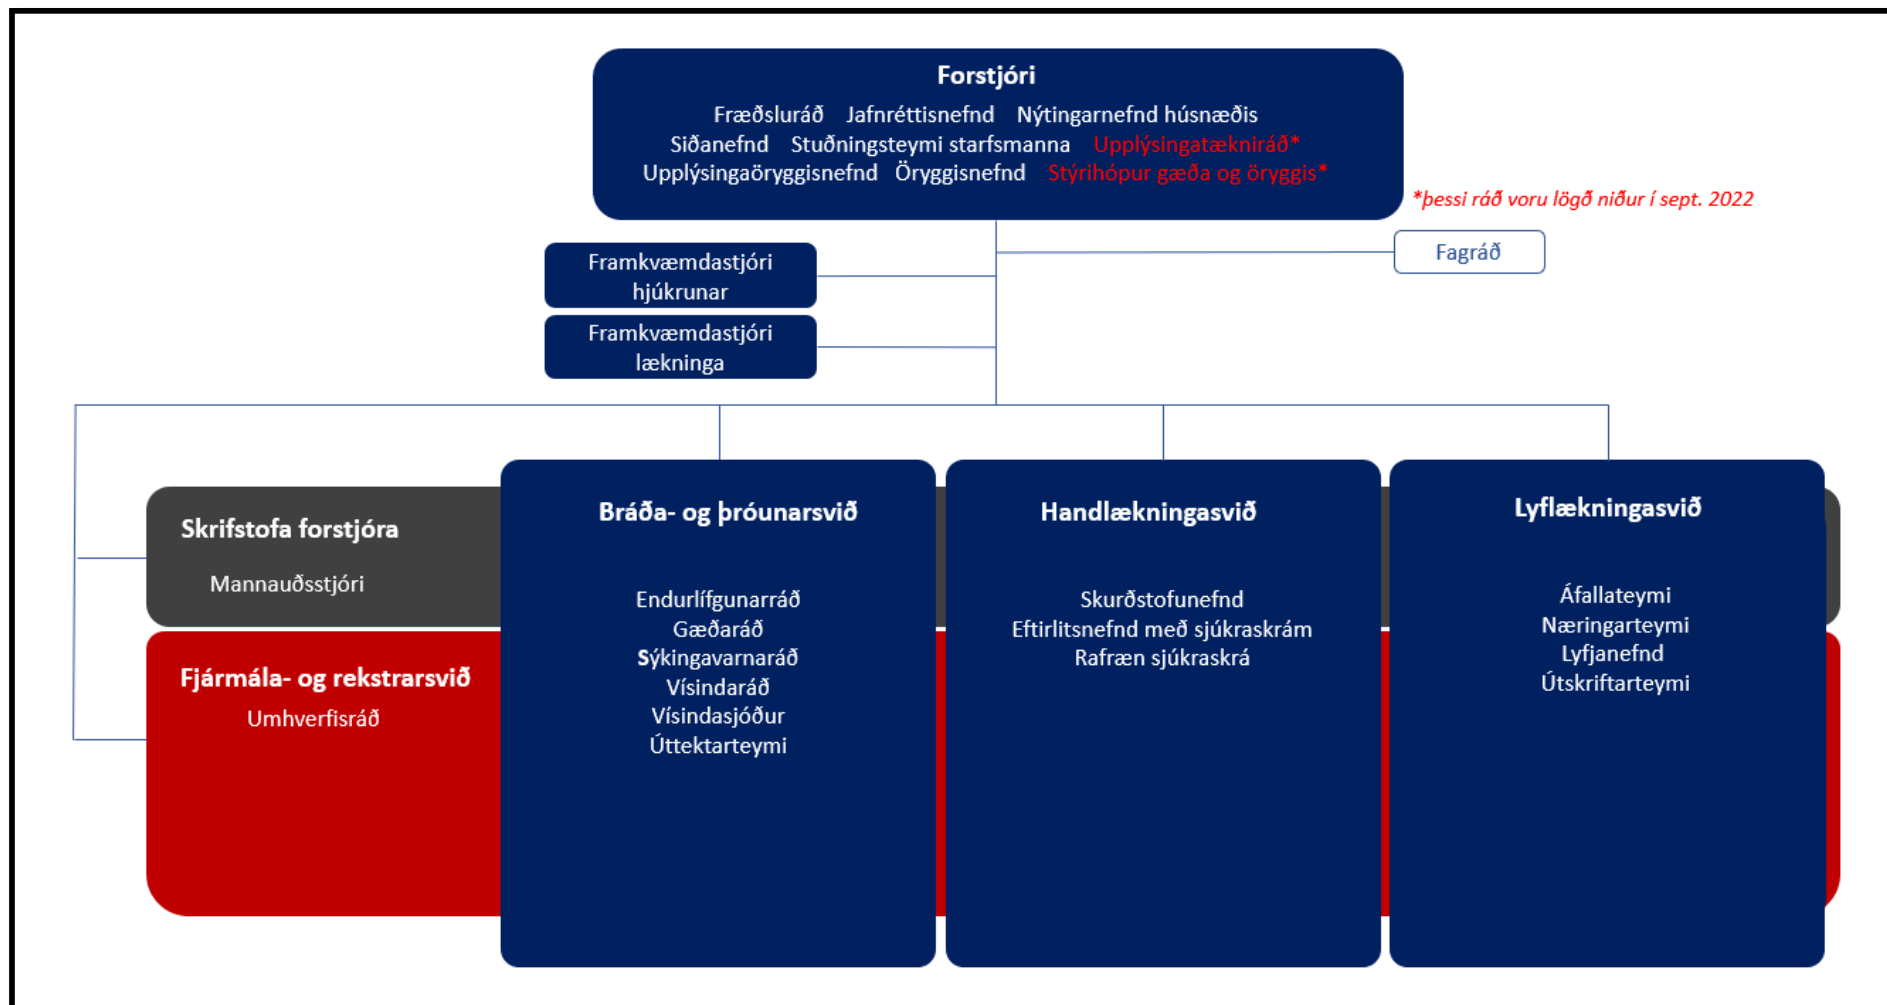 Forstjóri
Fræðsluráð Jafnréttisnefnd Nýtingarnefnd húsnæðis
Siðanefnd Stuðningsteymi starfsmanna Upplýsingatækniráð*
Upplýsingaöryggisnefnd Öryggisnefnd Stýrihópur gæða og öryggis*
*þessi ráð voru lögð niður í sept. 2022
Fagráð
Framkvæmdastjóri
hjúkrunar
Framkvæmdastjóri
lækninga
Skrifstofa forstjóra
Mannauðsstjóri
Fjármála- og rekstrarsvið
Umhverfisráð
Bráða- og þróunarsvið
Endurlífgunarráð
Gæðaráð
Sýkingavarnaráð
Vísindaráð
Vísindasjóður
Úttektarteymi
Handlækningasvið
Skurðstofunefnd
Eftirlitsnefnd með sjúkraskrám
Rafræn sjúkraskrá
Lyflækningasvið
Áfallateymi
Næringarteymi
Lyfjanefnd
Útskriftarteymi